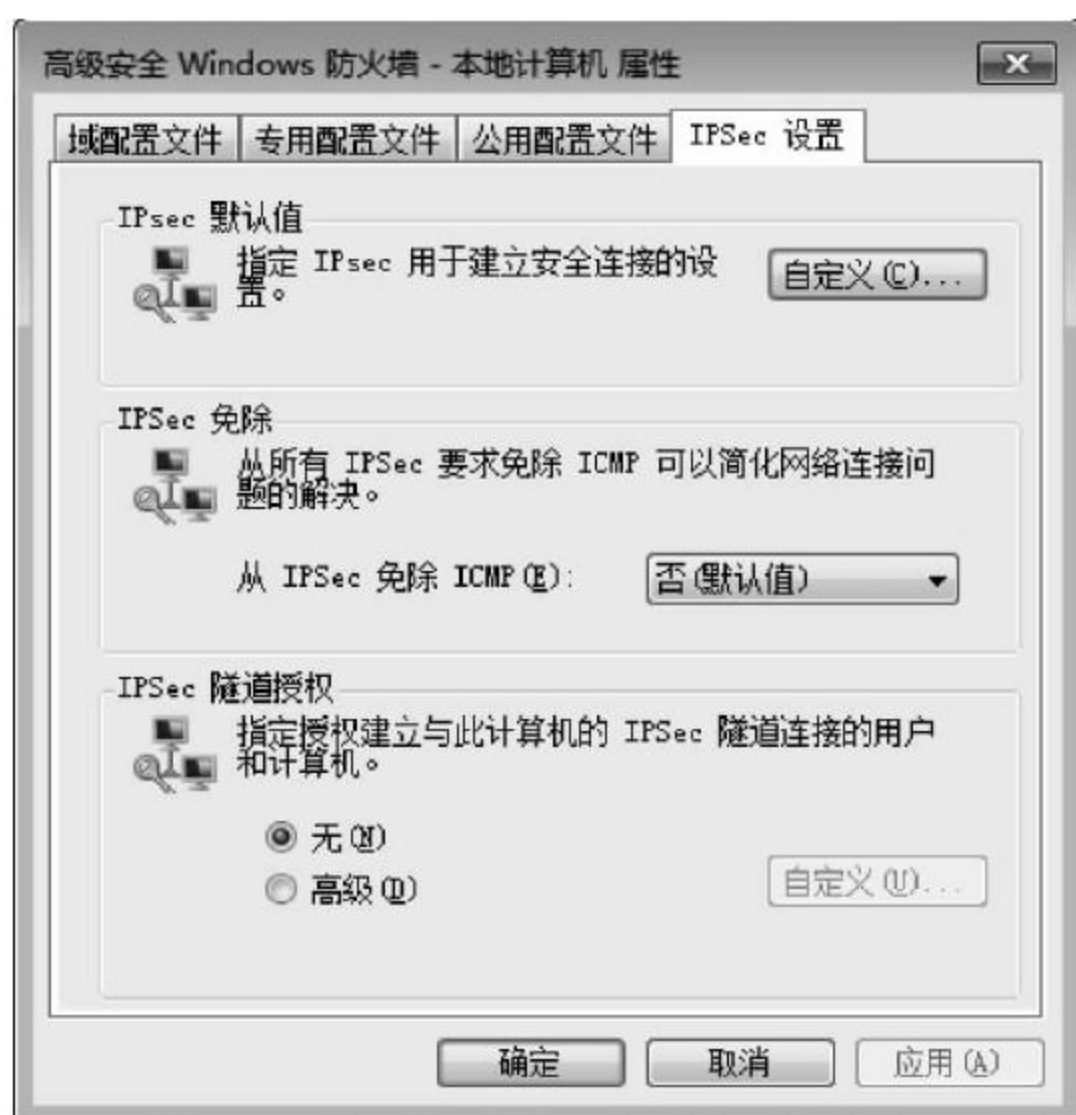 高级安全 Windows 防火墙 - 本地计算机 属性
域配置文件 专用配置文件 公用配置文件 IPSec 设置
IPsec 默认值
指定 IPsec 用于建立安全连接的设
置。
自定义(C)...
IPSec 免除
从所有 IPSec 要求免除 ICMP 可以简化网络连接问
题的解决。
从 IPSec 免除 ICMP(E): 否(默认值)
IPSec 隧道授权
指定授权建立与此计算机的 IPSec 隧道连接的用户
和计算机。
无(N)
高级(D)
自定义(U)...
确定 取消 应用(A)